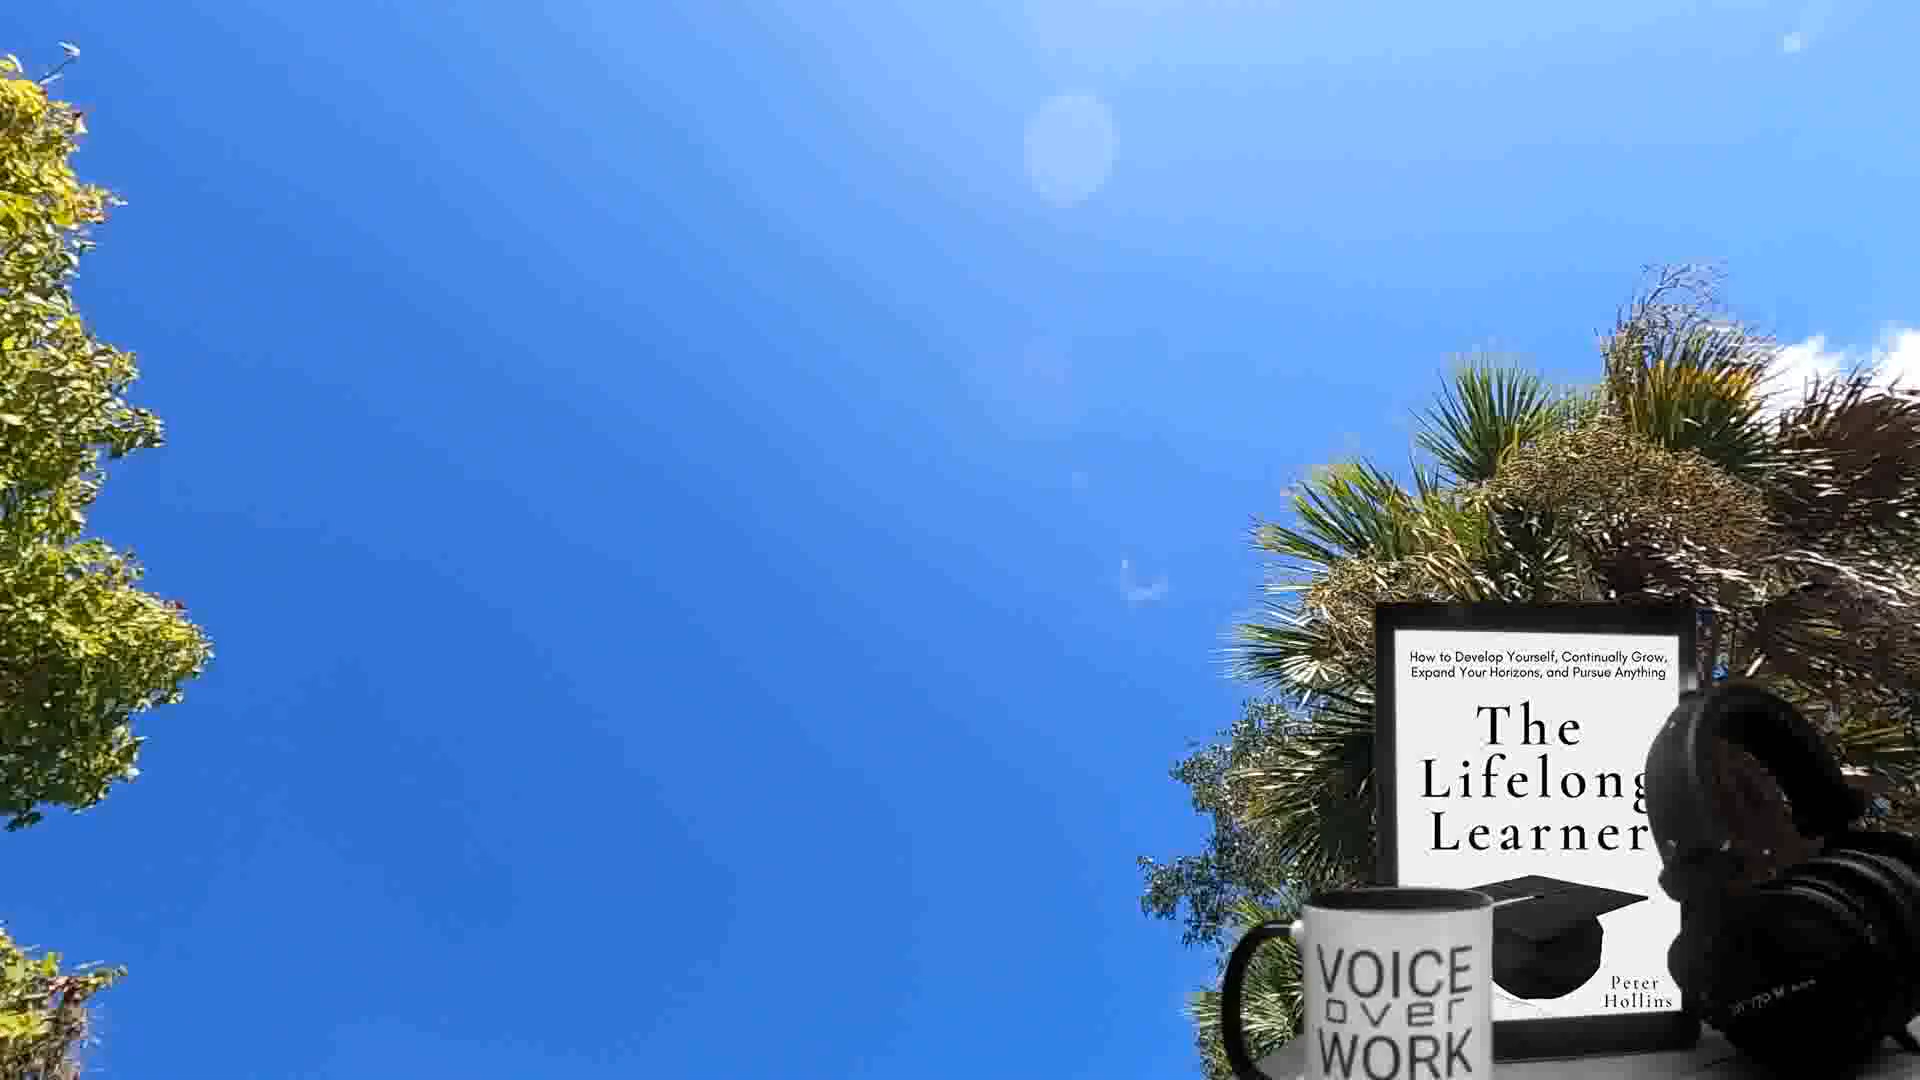 How to Develop Yourself, Continually Grow,
Expand Your Horizons, and Pursue Anything
The
Lifelong
Learner
Peter
Hollins
VOICE
over
WORK